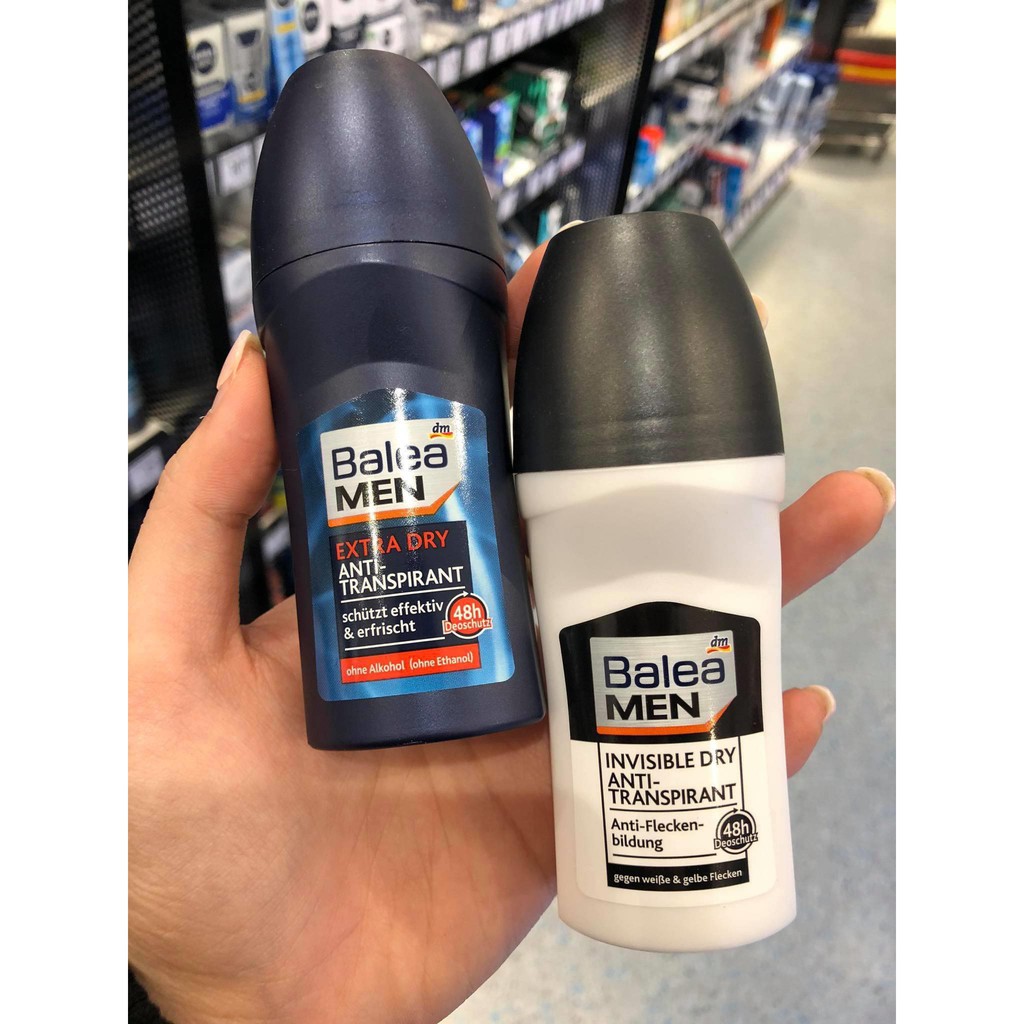 dm
Balea
MEN
EXTRA DRY
ANTI-
TRANSPIRANT
schützt effektiv
& erfrischt
48h
Deoschutz
ohne Alkohol (ohne Ethanol)
dm
Balea
MEN
INVISIBLE DRY
ANTI-
TRANSPIRANT
Anti-Flecken-
bildung
48h
Deoschutz
gegen weiße & gelbe Flecken